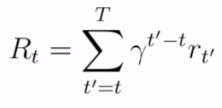 $R_t = \sum_{t'=t}^{T} \gamma^{t'-t} r_{t'}$